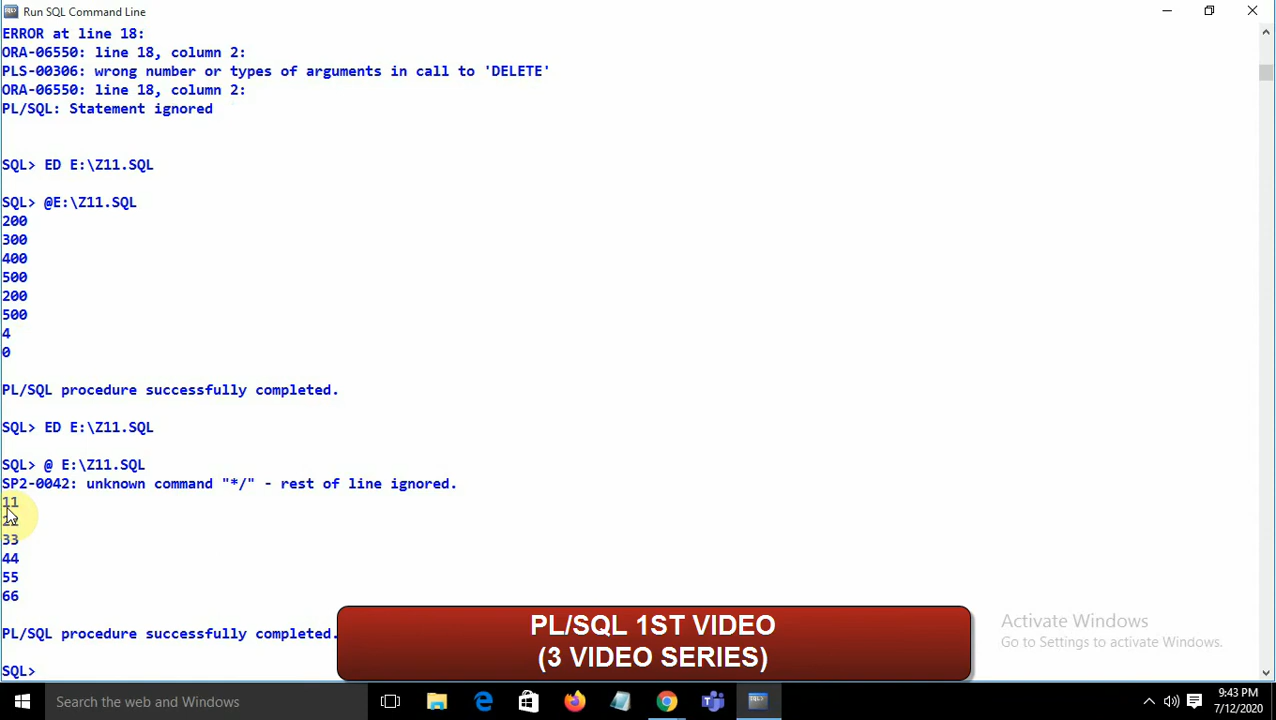 Run SQL Command Line
ERROR at line 18:
ORA-06550: line 18, column 2:
PLS-00306: wrong number or types of arguments in call to 'DELETE'
ORA-06550: line 18, column 2:
PL/SQL: Statement ignored
SQL> ED E:\Z11.SQL
SQL> @E:\Z11.SQL
200
300
400
500
200
500
4
0
PL/SQL procedure successfully completed.
SQL> ED E:\Z11.SQL
SQL> @ E:\Z11.SQL
SP2-0042: unknown command "*/" - rest of line ignored.
11
33
44
55
66
PL/SQL procedure successfully completed.
SQL>
PL/SQL 1ST VIDEO
(3 VIDEO SERIES)
Activate Windows
Go to Settings to activate Windows.
Search the web and Windows
9:43 PM
7/12/2020